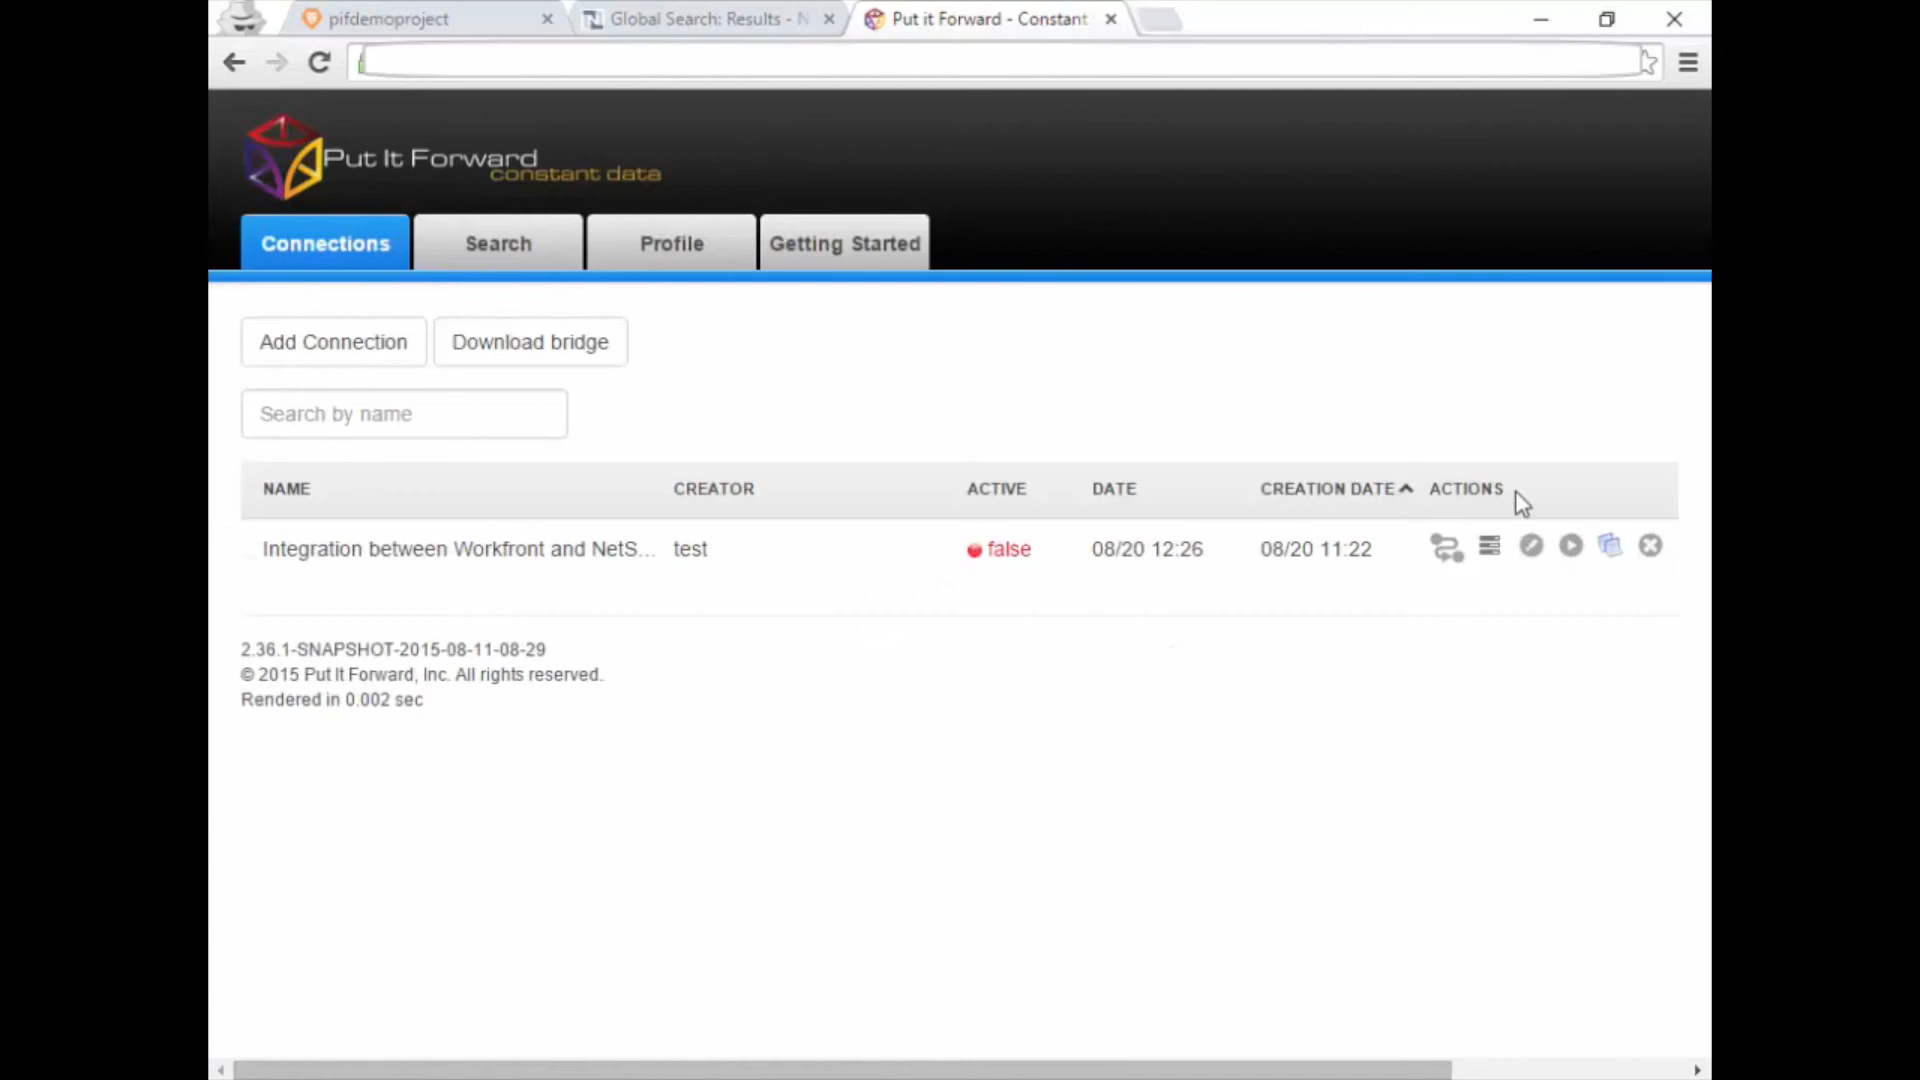 pifdemoproject
Global Search: Results - N
Put it Forward - Constant
Put It Forward
constant data
Connections
Search
Profile
Getting Started
Add Connection
Download bridge
Search by name
NAME CREATOR ACTIVE DATE CREATION DATE ACTIONS
Integration between Workfront and NetS... test false 08/20 12:26 08/20 11:22
2.36.1-SNAPSHOT-2015-08-11-08-29
© 2015 Put It Forward, Inc. All rights reserved.
Rendered in 0.002 sec